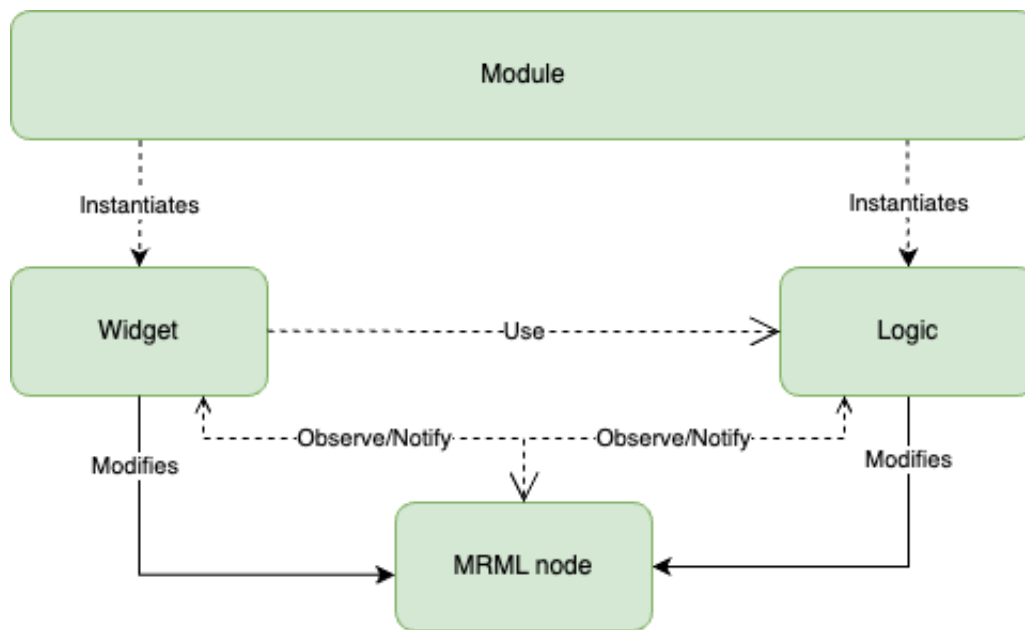 Module
Instantiates
Instantiates
Widget
Use
Logic
Observe/Notify
Observe/Notify
Modifies
Modifies
MRML node